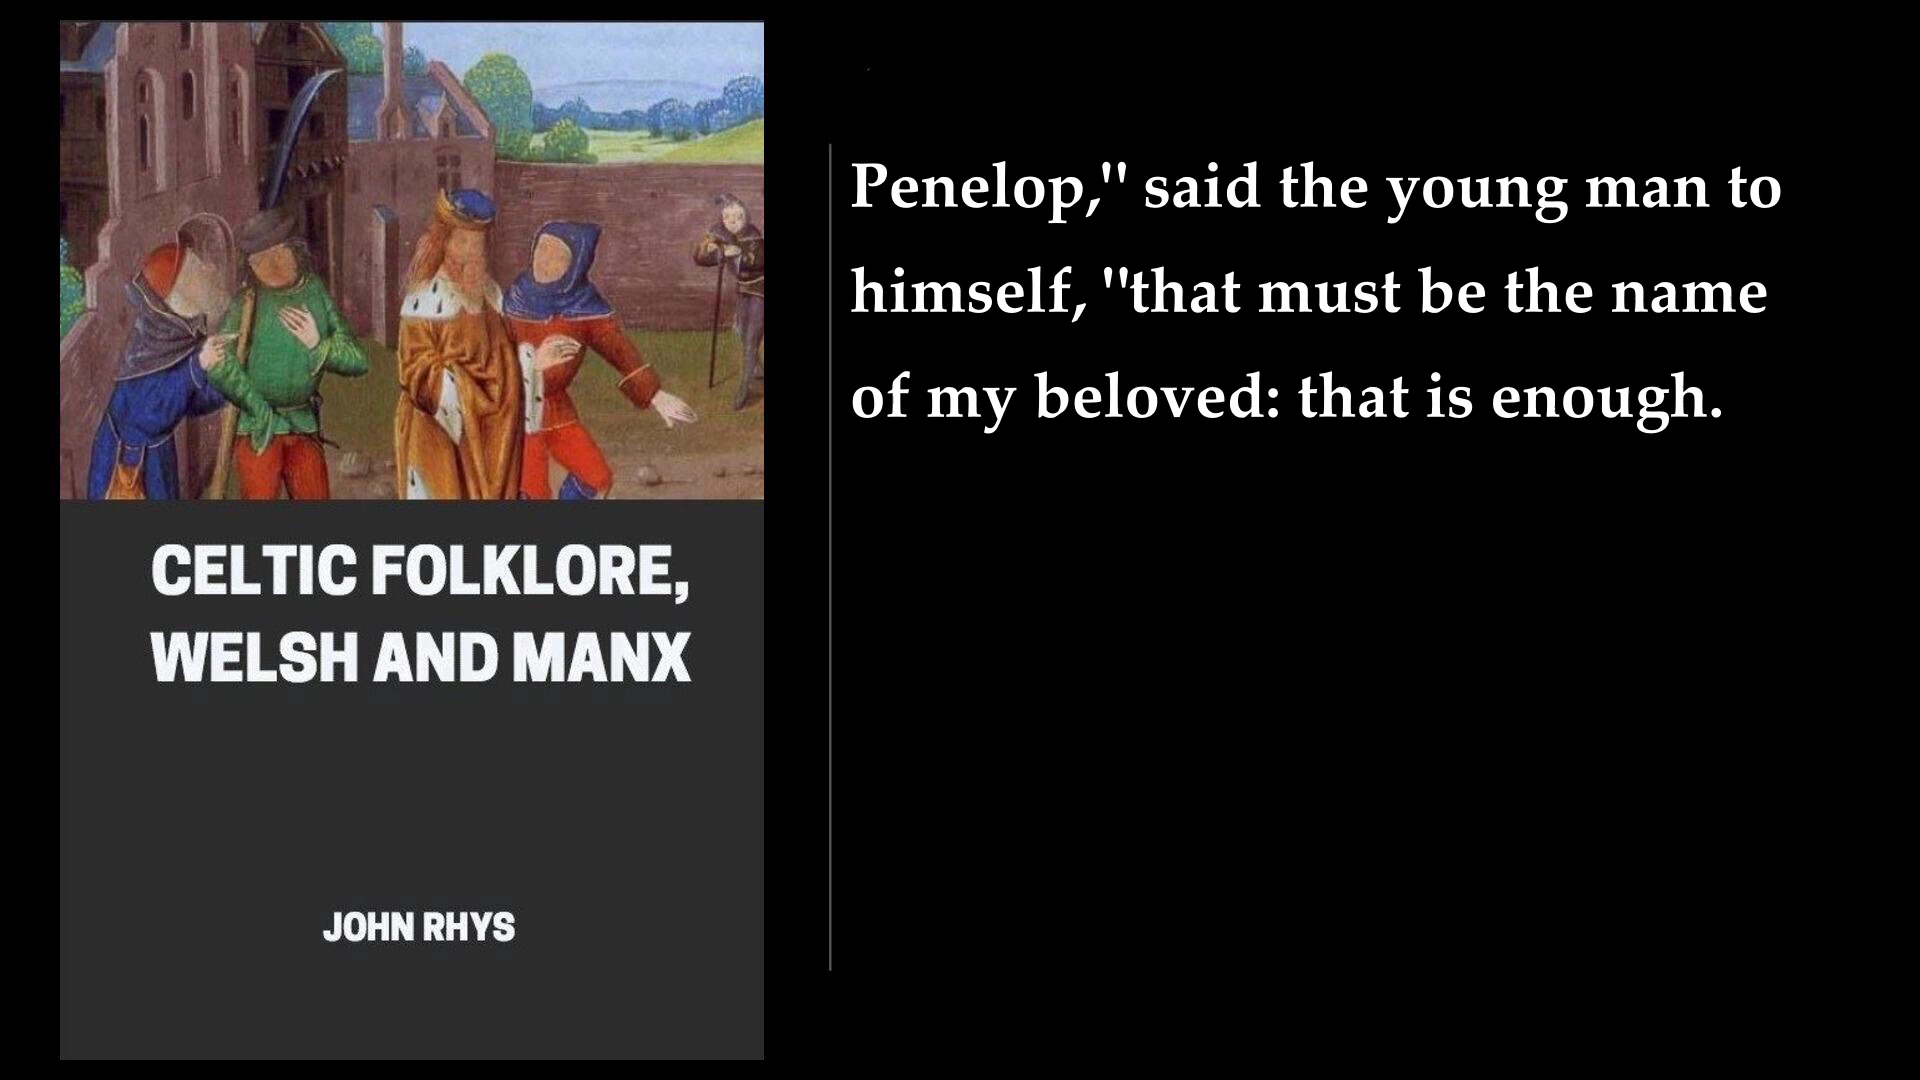 CELTIC FOLKLORE,
WELSH AND MANX
JOHN RHYS
Penelop," said the young man to
himself, "that must be the name
of my beloved: that is enough.